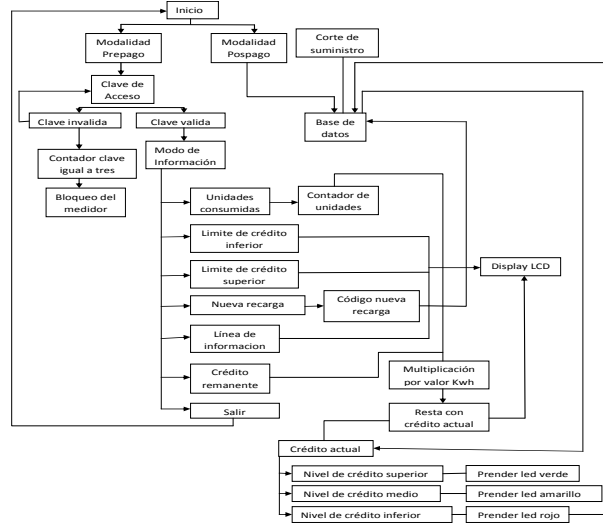 Inicio
Modalidad
Prepago
Modalidad
Pospago
Corte de
suministro
Clave de
Acceso
Clave invalida
Clave valida
Base de
datos
Contador clave
igual a tres
Modo de
Información
Bloqueo del
medidor
Unidades
consumidas
Contador de
unidades
Limite de crédito
inferior
Limite de crédito
superior
Display LCD
Nueva recarga
Código nueva
recarga
Línea de
informacion
Crédito
remanente
Multiplicación
por valor Kwh
Salir
Resta con
crédito actual
Crédito actual
Nivel de crédito superior
Prender led verde
Nivel de crédito medio
Prender led amarillo
Nivel de crédito inferior
Prender led rojo